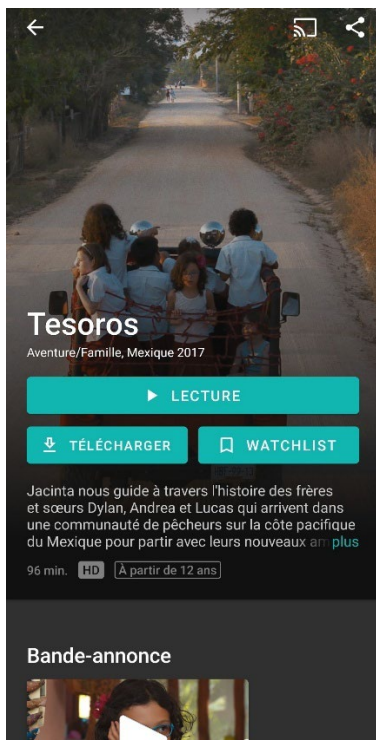 Tesoros
Aventure/Famille, Mexique 2017
LECTURE
TÉLÉCHARGER
WATCHLIST
Jacinta nous guide à travers l'histoire des frères
et sœurs Dylan, Andrea et Lucas qui arrivent dans
une communauté de pêcheurs sur la côte pacifique
du Mexique pour partir avec leurs nouveaux plus
96 min. HD À partir de 12 ans
Bande-annonce